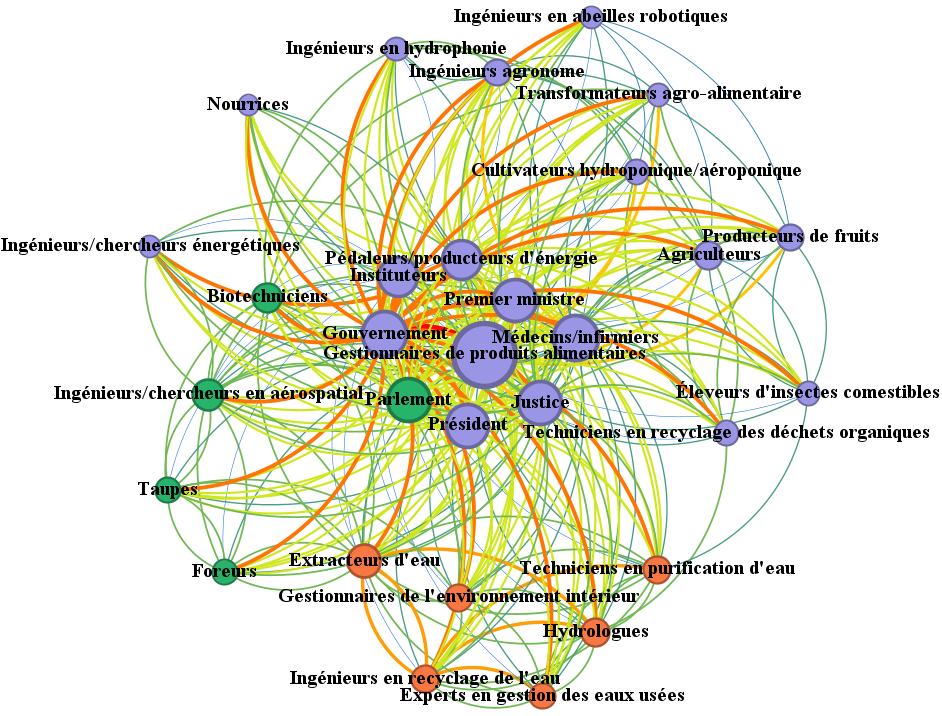 Ingénieurs en abeilles robotiques
Ingénieurs en hydrophonie
Ingénieurs agronome
Transformateurs agro-alimentaire
Nourrices
Cultivateurs hydroponique/aéroponique
Producteurs de fruits
Ingénieurs/chercheurs énergétiques
Agriculteurs
Pédaleurs/producteurs d'énergie
Instituteurs
Biotechniciens
Premier ministre
Gouvernement
Médecins/infirmiers
Gestionnaires de produits alimentaires
Ingénieurs/chercheurs en aérospatial
Éleveurs d'insectes comestibles
Parlement
Justice
Président
Techniciens en recyclage des déchets organiques
Taupes
Extracteurs d'eau
Foreurs
Techniciens en purification d'eau
Gestionnaires de l'environnement intérieur
Hydrologues
Ingénieurs en recyclage de l'eau
Experts en gestion des eaux usées